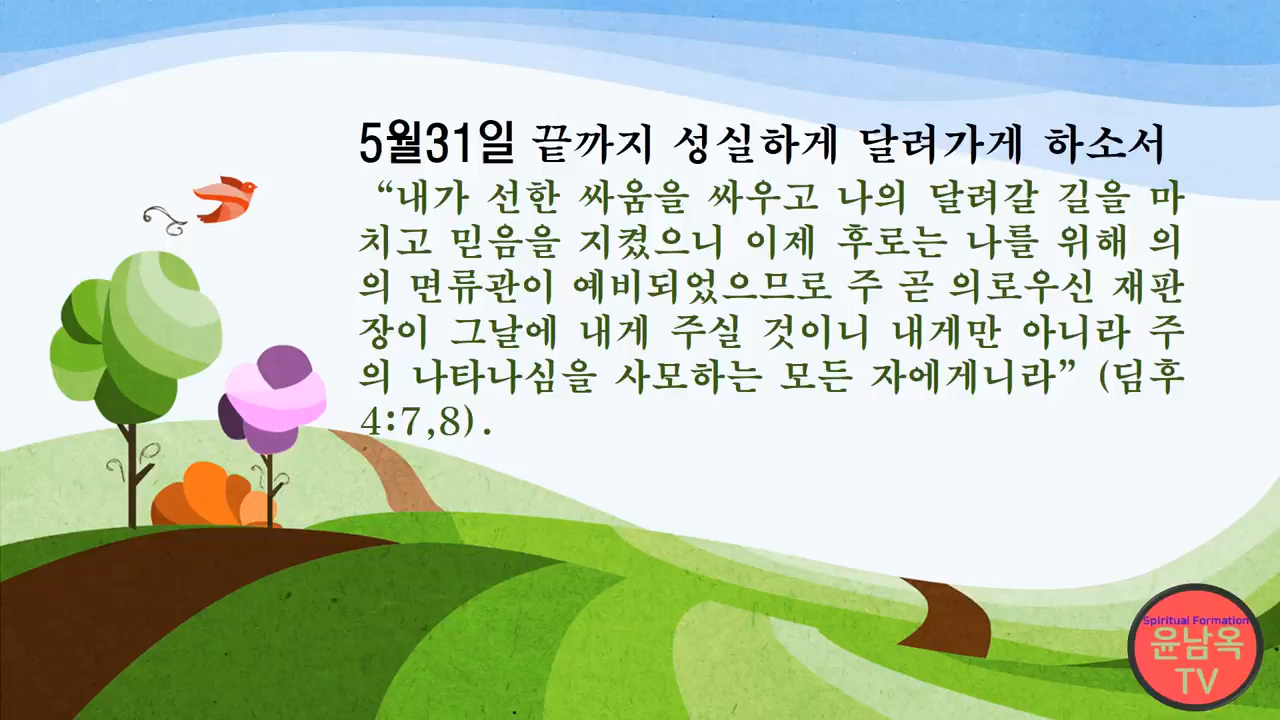 5월31일 끝까지 성실하게 달려가게 하소서
“내가 선한 싸움을 싸우고 나의 달려갈 길을 마
치고 믿음을 지켰으니 이제 후로는 나를 위해 의
의 면류관이 예비되었으므로 주 곧 의로우신 재판
장이 그날에 내게 주실 것이니 내게만 아니라 주
의 나타나심을 사모하는 모든 자에게니라” (딤후
4:7,8).
Spiritual Formation
윤남옥
TV